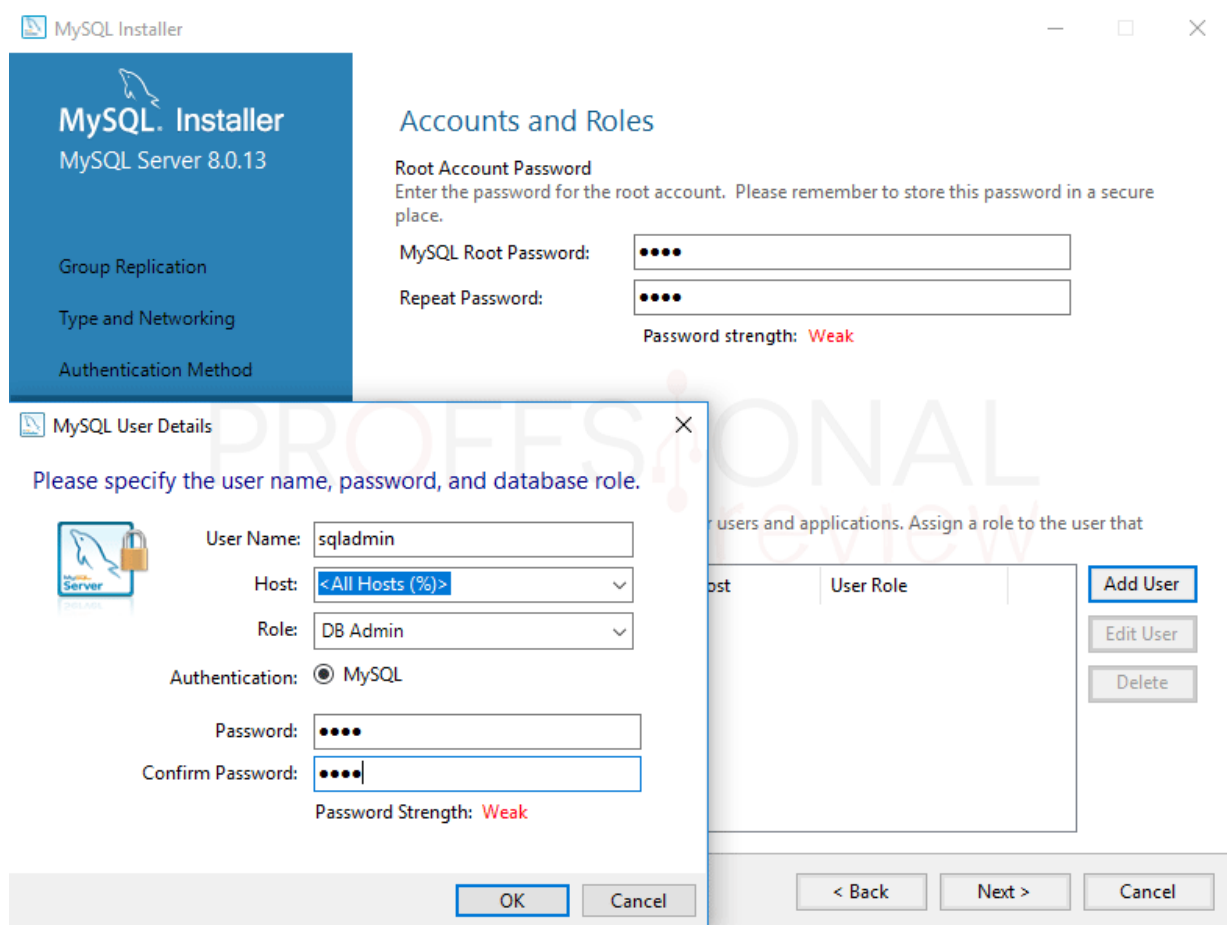 MySQL Installer
MySQL. Installer
MySQL Server 8.0.13
Group Replication
Type and Networking
Authentication Method
Accounts and Roles
Root Account Password
Enter the password for the root account. Please remember to store this password in a secure
place.
MySQL Root Password: ●●●●
Repeat Password: ●●●●
Password strength: Weak
PROFESIONAL
review
users and applications. Assign a role to the user that
User Role
Add User
Edit User
Delete
MySQL User Details
Please specify the user name, password, and database role.
MySQL
Server
User Name: sqladmin
Host: <All Hosts (%)>
Role: DB Admin
Authentication: MySQL
Password: ●●●●
Confirm Password: ●●●●
Password Strength: Weak
OK Cancel
< Back Next > Cancel